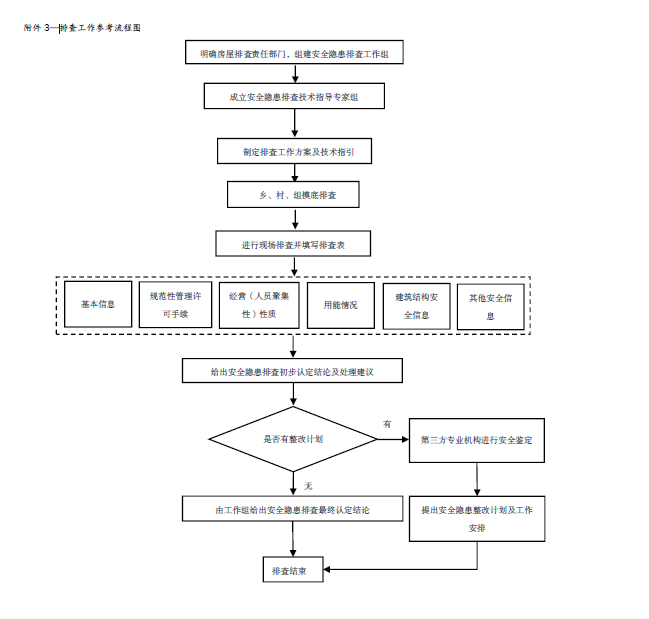 附件 3—排查工作参考流程图
明确房屋排查责任部门，组建安全隐患排查工作组
成立安全隐患排查技术指导专家组
制定排查工作方案及技术指引
乡、村、组摸底排查
进行现场排查并填写排查表
基本信息
规范性管理许
可手续
经营（人员聚集
性）性质
用能情况
建筑结构安
全信息
其他安全信
息
给出安全隐患排查初步认定结论及处理建议
是否有整改计划
有
第三方专业机构进行安全鉴定
无
由工作组给出安全隐患排查最终认定结论
提出安全隐患整改计划及工作
安排
排查结束